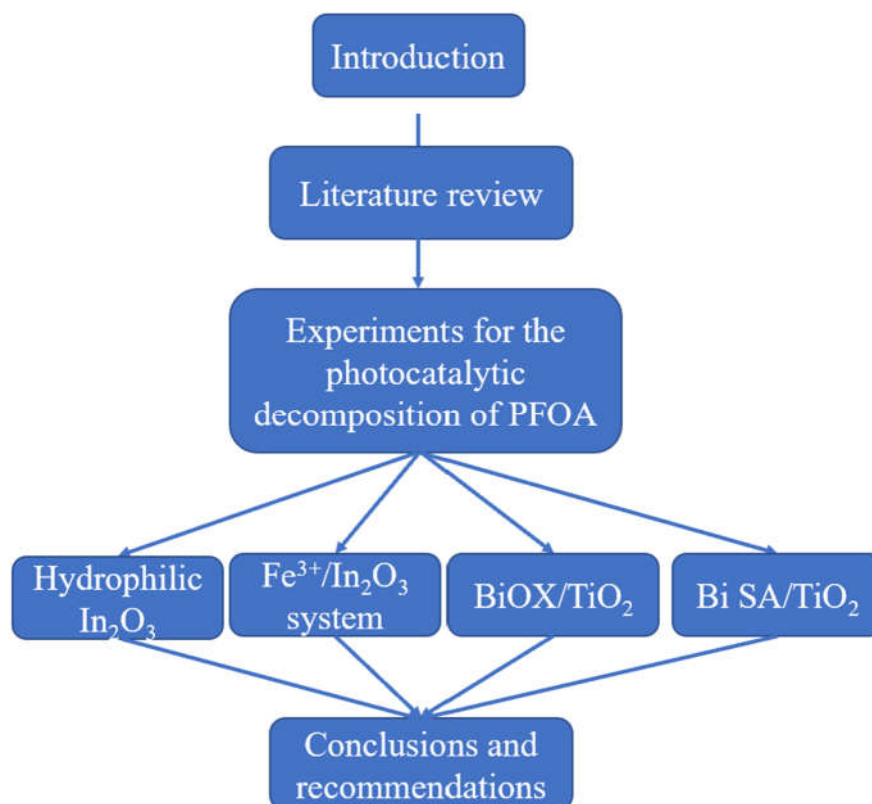 Introduction
Literature review
Experiments for the
photocatalytic
decomposition of PFOA
Hydrophilic
In₂O₃
Fe³⁺/In₂O₃
system
BiOX/TiO₂
Bi SA/TiO₂
Conclusions and
recommendations